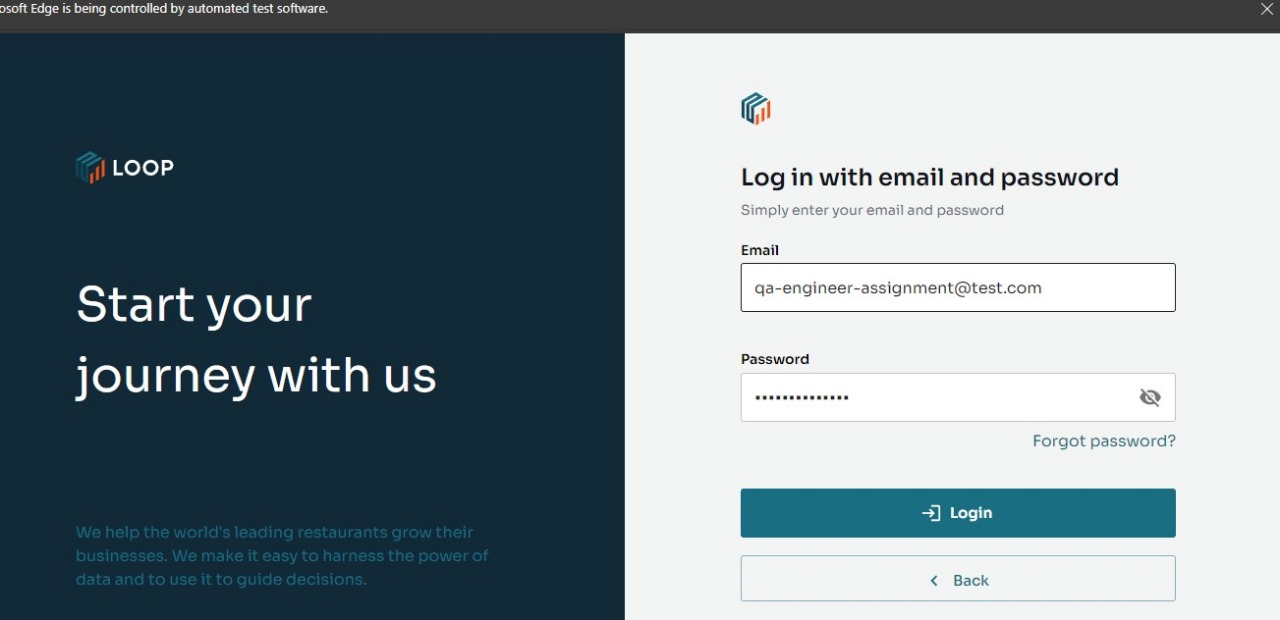 osoft Edge is being controlled by automated test software.
LOOP
Start your
journey with us
We help the world's leading restaurants grow their
businesses. We make it easy to harness the power of
data and to use it to guide decisions.
Log in with email and password
Simply enter your email and password
Email
qa-engineer-assignment@test.com
Password
••••••••••••••
Forgot password?
Login
Back